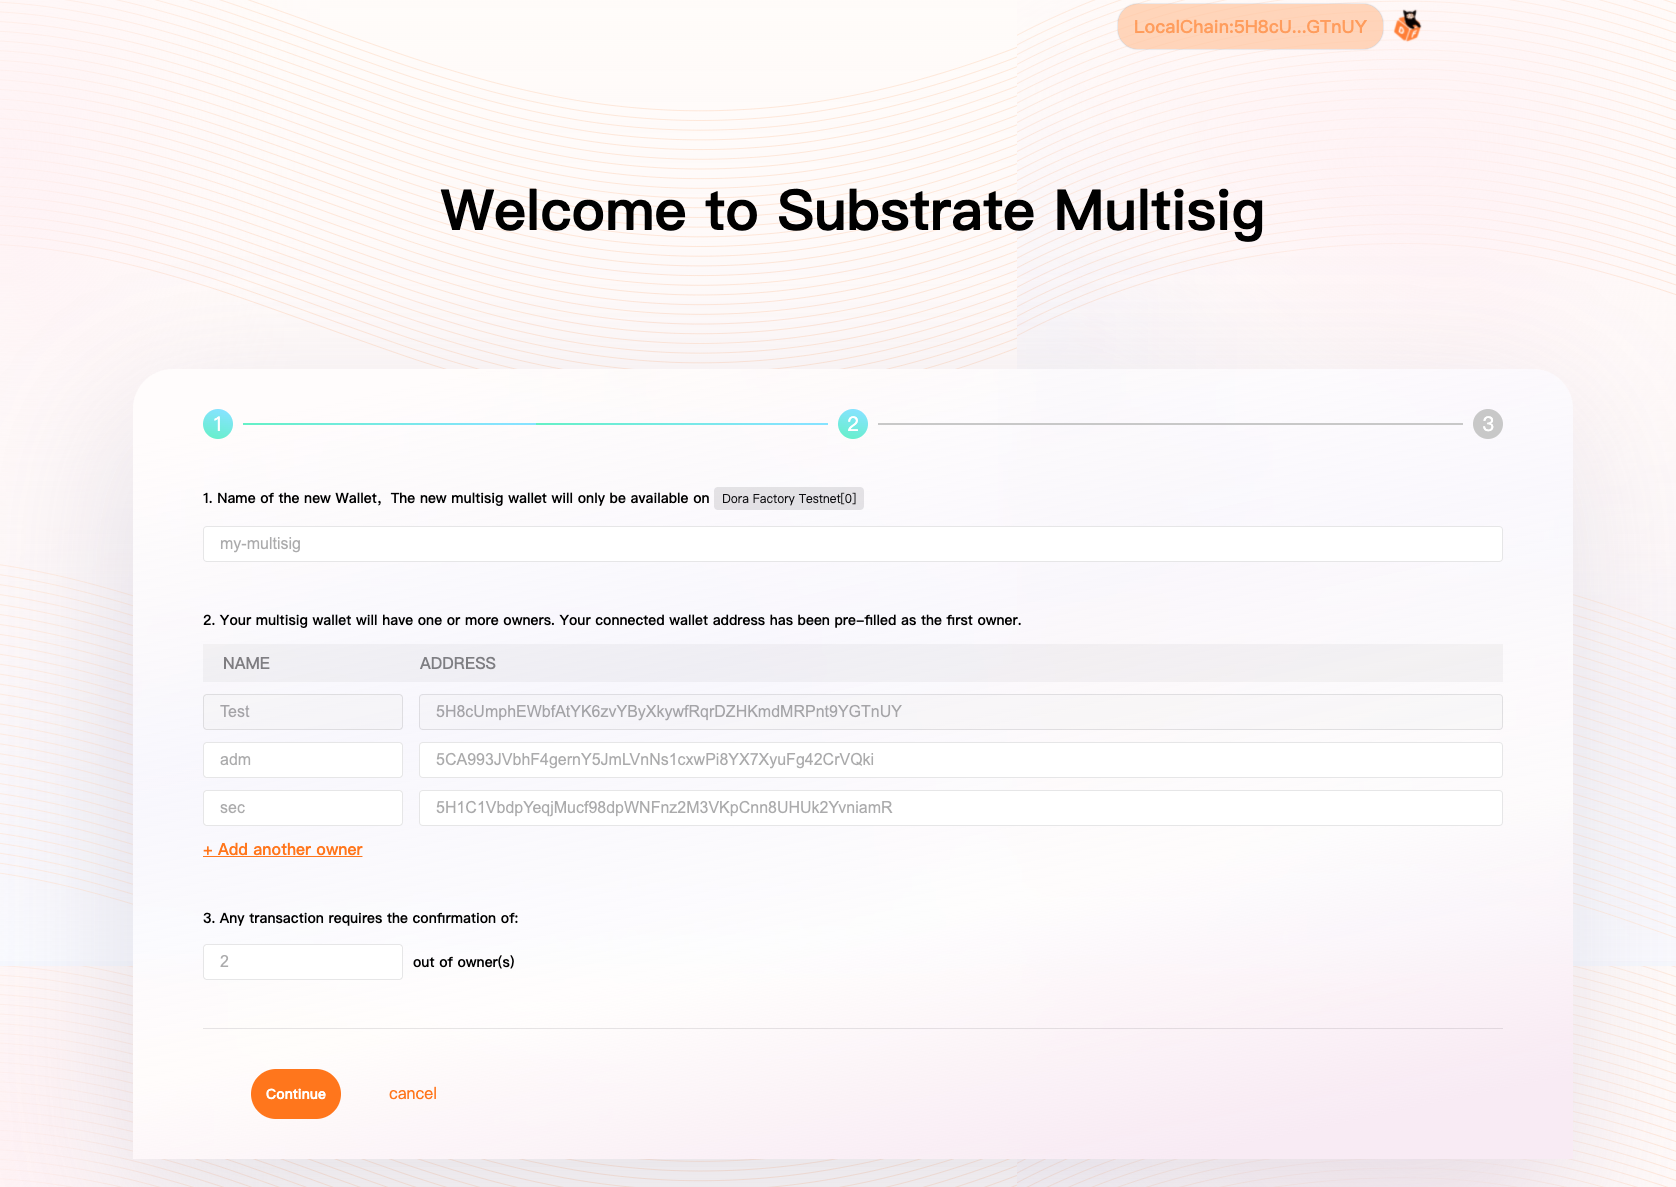 LocalChain:5H8cU...GTnUY
Welcome to Substrate Multisig
1 2 3
1. Name of the new Wallet，The new multisig wallet will only be available on Dora Factory Testnet[0]
my-multisig
2. Your multisig wallet will have one or more owners. Your connected wallet address has been pre-filled as the first owner.
NAME ADDRESS
Test 5H8cUmphEWbfAtYK6zvYByXkywfRqrDZHKmdMRPnt9YGTnUY
adm 5CA993JVbhF4gernY5JmLVnNs1cxwPi8YX7XyuFg42CrVQki
sec 5H1C1VbdpYeqjMucf98dpWNFnz2M3VKpCnn8UHUk2YvniamR
+ Add another owner
3. Any transaction requires the confirmation of:
2 out of owner(s)
Continue cancel